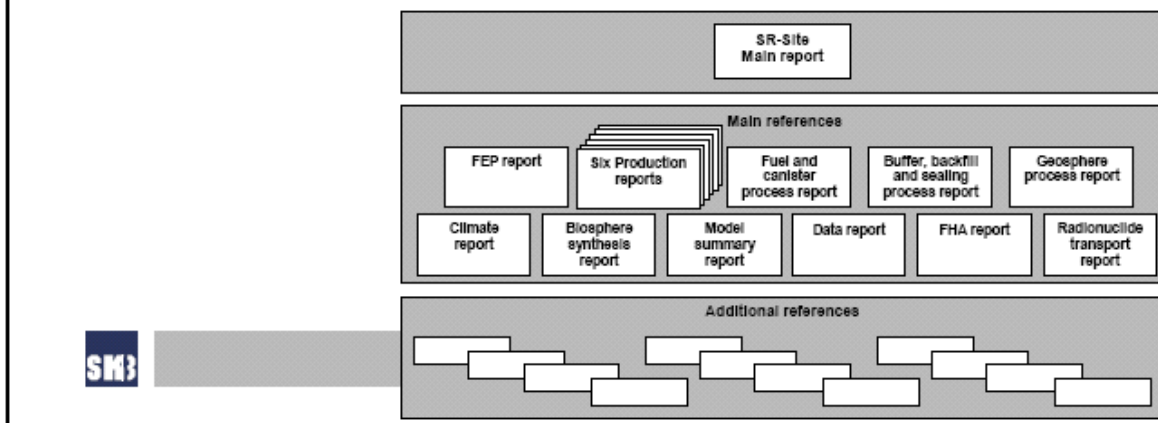 SR-Site
Main report
Main references
FEP report
Six Production
reports
Fuel and
canister
process report
Buffer, backfill
and sealing
process report
Geosphere
process report
Climate
report
Biosphere
synthesis
report
Model
summary
report
Data report
FHA report
Radionuclide
transport
report
Additional references
SKB